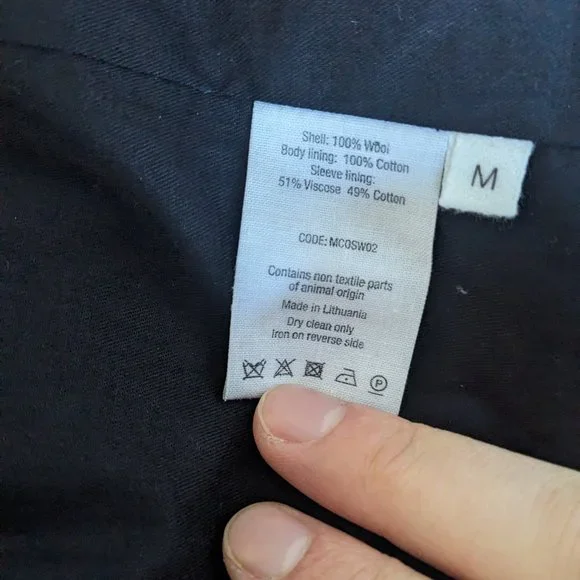 Shell: 100% Wool
Body lining: 100% Cotton
Sleeve lining:
51% Viscose 49% Cotton
M
CODE: MCOSW02
Contains non textile parts
of animal origin
Made in Lithuania
Dry clean only
Iron on reverse side
P